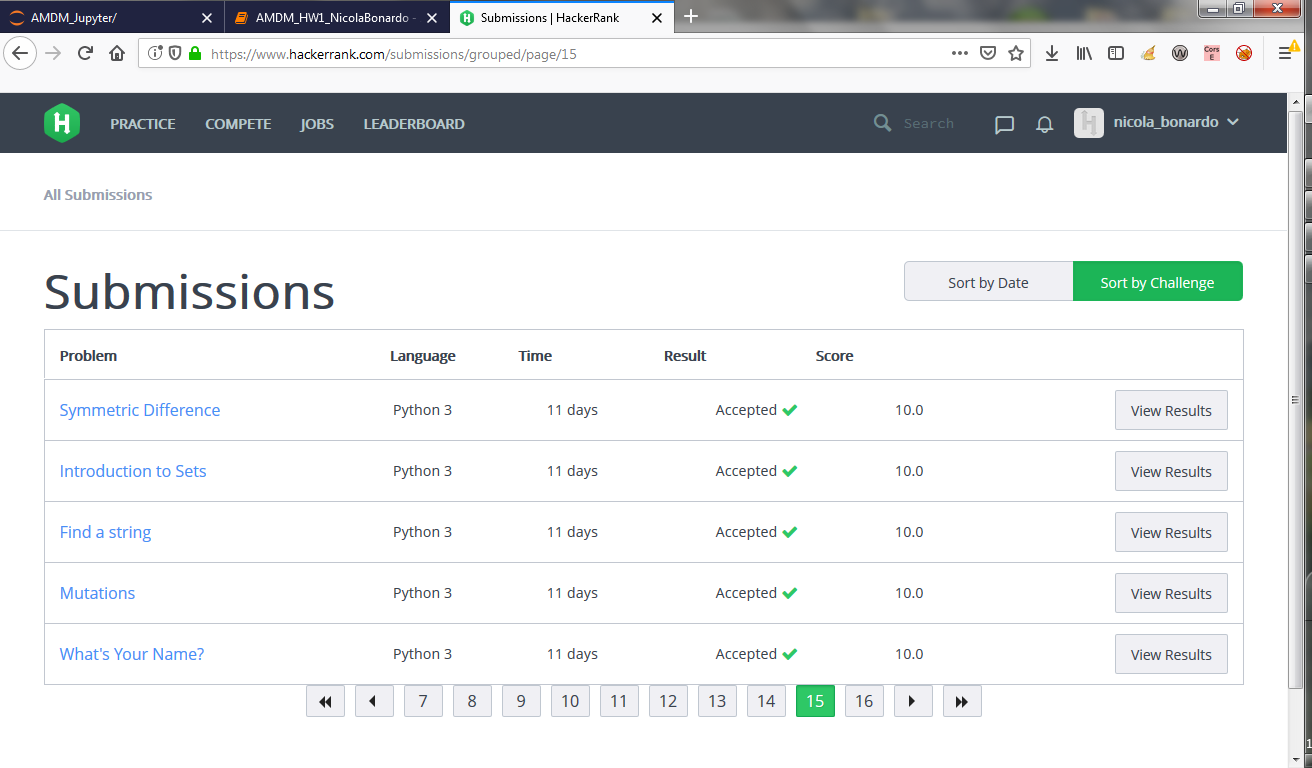 AMDM_Jupyter/
AMDM_HW1_NicolaBonardo -
Submissions | HackerRank
https://www.hackerrank.com/submissions/grouped/page/15
W
Cors
E
H
PRACTICE
COMPETE
JOBS
LEADERBOARD
Search
nicola_bonardo
All Submissions
Submissions
Sort by Date
Sort by Challenge
Problem Language Time Result Score
Symmetric Difference Python 3 11 days Accepted 10.0 View Results
Introduction to Sets Python 3 11 days Accepted 10.0 View Results
Find a string Python 3 11 days Accepted 10.0 View Results
Mutations Python 3 11 days Accepted 10.0 View Results
What's Your Name? Python 3 11 days Accepted 10.0 View Results
7 8 9 10 11 12 13 14 15 16